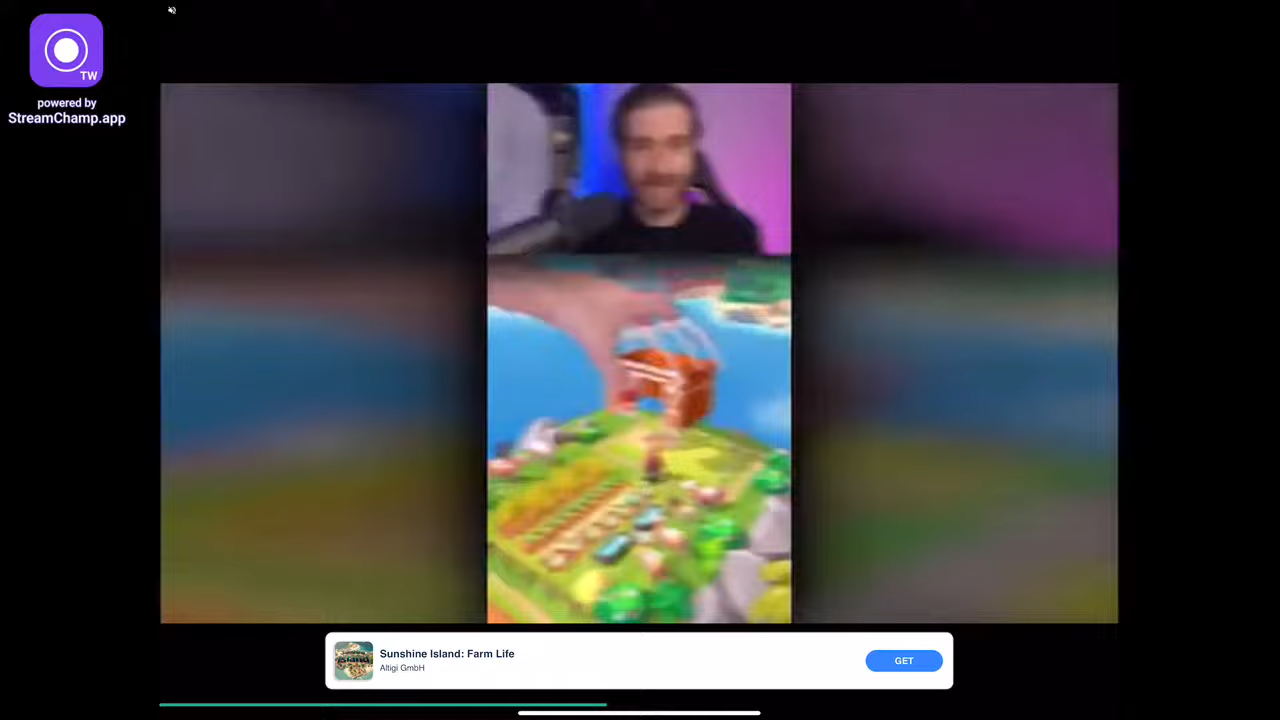 TW
powered by
StreamChamp.app
Sunshine Island: Farm Life
Altigi GmbH
GET